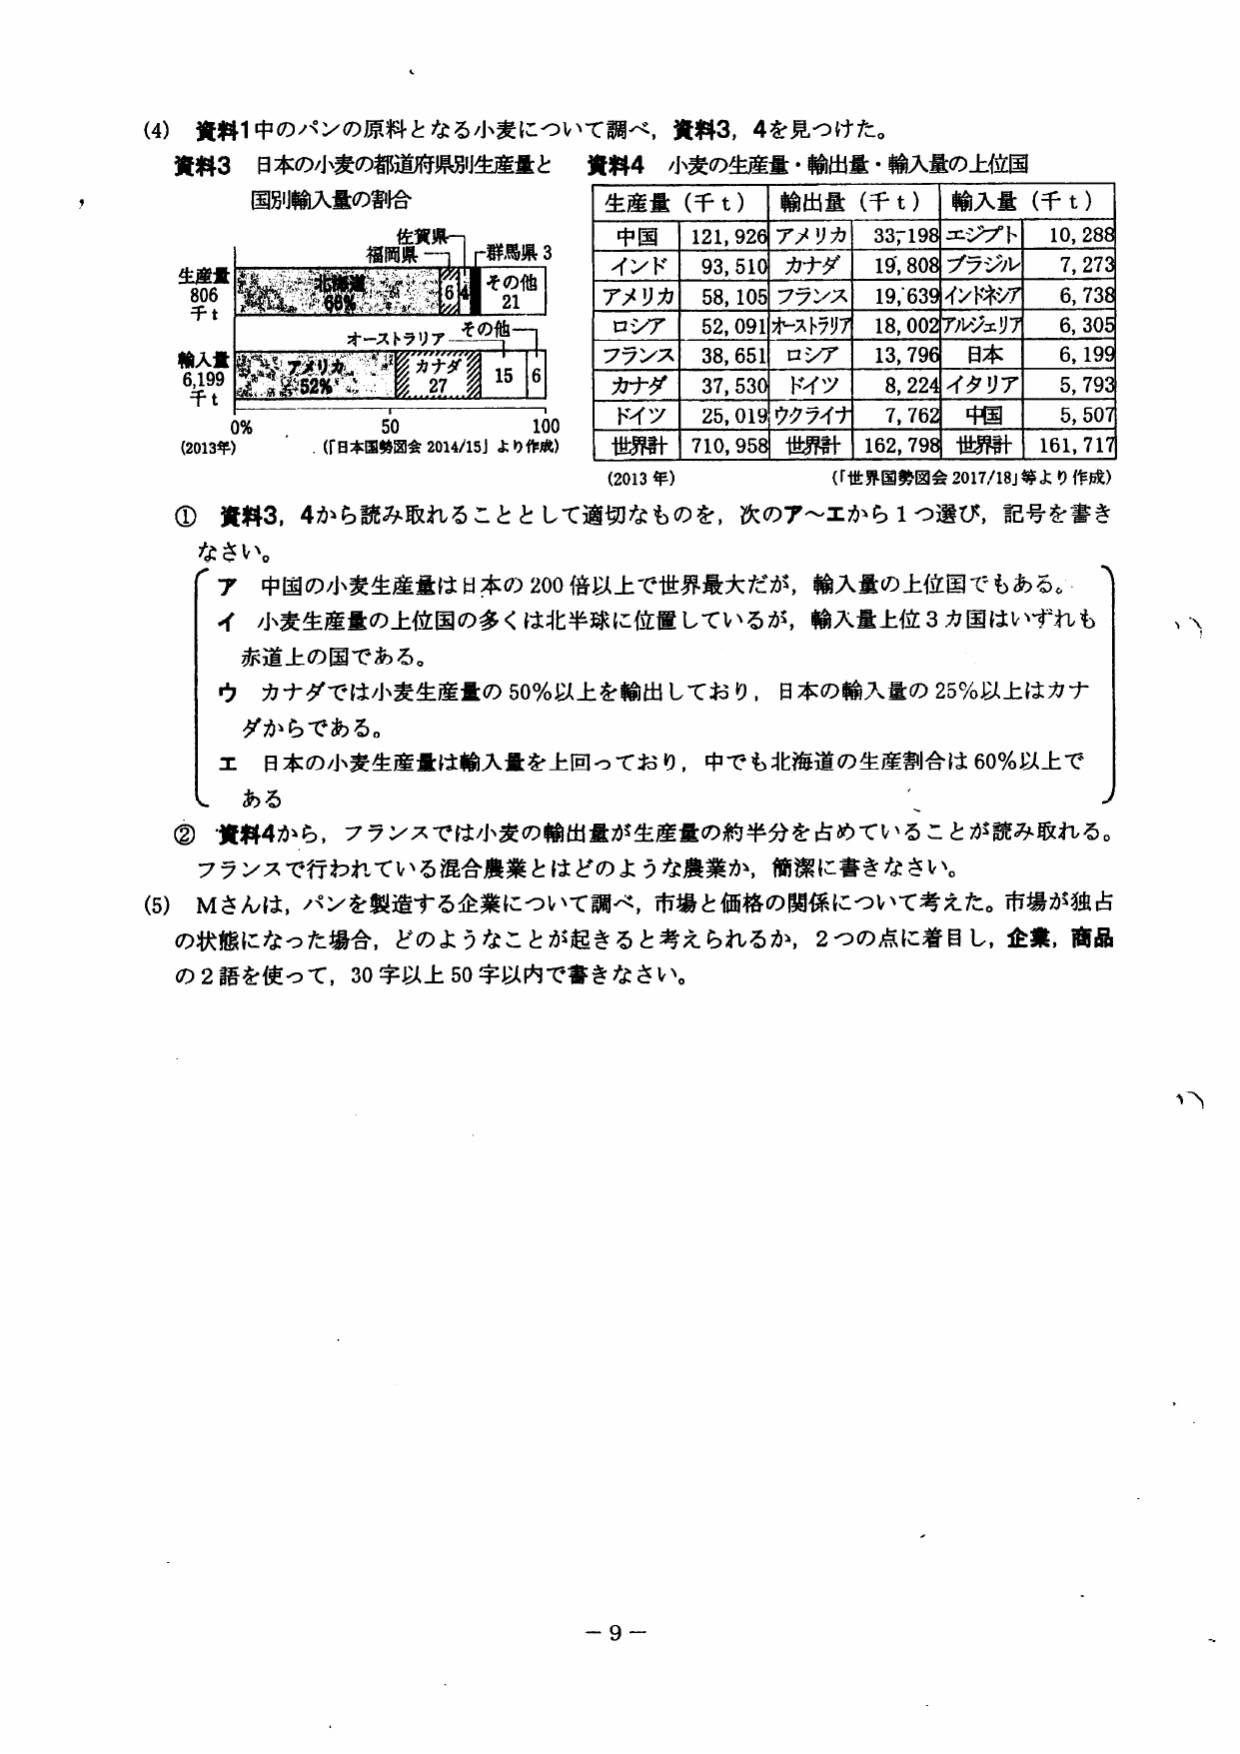 (4) 資料1中のパンの原料となる小麦について調べ，資料3，4を見つけた。
資料3 日本の小麦の都道府県別生産量と
国別輸入量の割合
佐賀県
福岡県
群馬県 3
生産量
806
千t
北海道
68%
6
4
その他
21
オーストラリア
その他
輸入量
6,199
千t
アメリカ
52%
カナダ
27
15
6
0%
50
100
(2013年)
(「日本国勢図会 2014/15」より作成)
資料4 小麦の生産量・輸出量・輸入量の上位国
生産量（千t） 輸出量（千t） 輸入量（千t）
中国 121,926 アメリカ 33,198 エジプト 10,288
インド 93,510 カナダ 19,808 ブラジル 7,273
アメリカ 58,105 フランス 19,639 インドネシア 6,738
ロシア 52,091 オーストラリア 18,002 アルジェリア 6,305
フランス 38,651 ロシア 13,796 日本 6,199
カナダ 37,530 ドイツ 8,224 イタリア 5,793
ドイツ 25,019 ウクライナ 7,762 中国 5,507
世界計 710,958 世界計 162,798 世界計 161,717
(2013年)
(「世界国勢図会 2017/18」等より作成)
① 資料3，4から読み取れることとして適切なものを，次のア〜エから1つ選び，記号を書き
なさい。
ア 中国の小麦生産量は日本の200倍以上で世界最大だが，輸入量の上位国でもある。
イ 小麦生産量の上位国の多くは北半球に位置しているが，輸入量上位3カ国はいずれも
赤道上の国である。
ウ カナダでは小麦生産量の50%以上を輸出しており，日本の輸入量の25%以上はカナ
ダからである。
エ 日本の小麦生産量は輸入量を上回っており，中でも北海道の生産割合は60%以上で
ある
② 資料4から，フランスでは小麦の輸出量が生産量の約半分を占めていることが読み取れる。
フランスで行われている混合農業とはどのような農業か，簡潔に書きなさい。
(5) Mさんは，パンを製造する企業について調べ，市場と価格の関係について考えた。市場が独占
の状態になった場合，どのようなことが起きると考えられるか，2つの点に着目し，企業，商品
の2語を使って，30字以上50字以内で書きなさい。
－9－